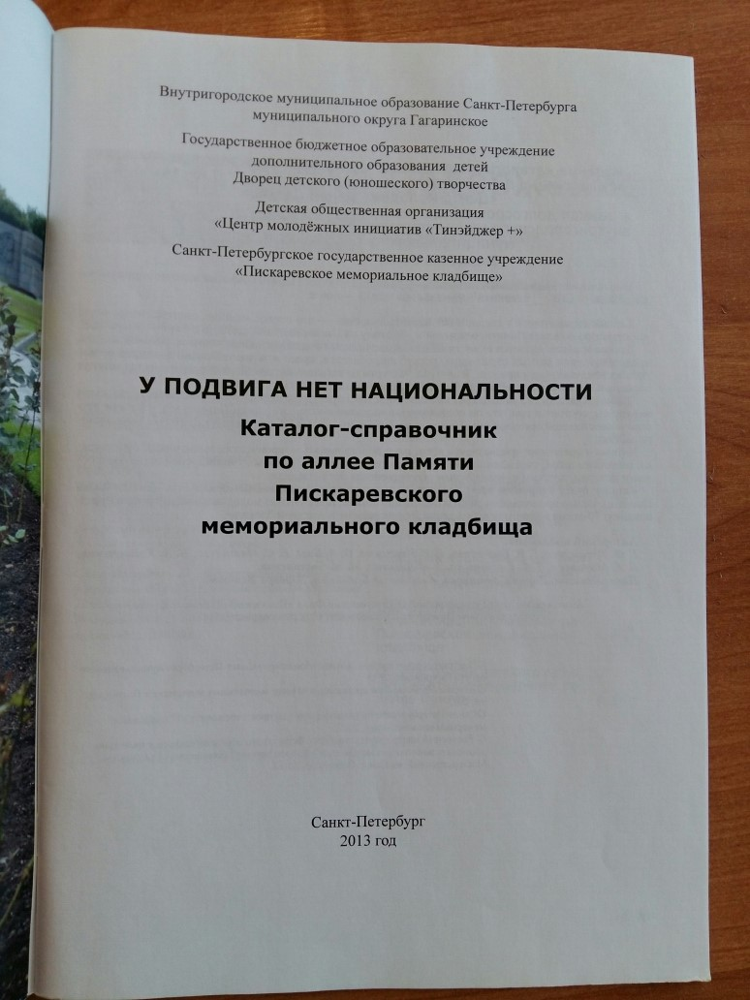 Внутригородское муниципальное образование Санкт-Петербурга
муниципального округа Гагаринское
Государственное бюджетное образовательное учреждение
дополнительного образования детей
Дворец детского (юношеского) творчества
Детская общественная организация
«Центр молодёжных инициатив «Тинэйджер +»
Санкт-Петербургское государственное казенное учреждение
«Пискаревское мемориальное кладбище»
У ПОДВИГА НЕТ НАЦИОНАЛЬНОСТИ
Каталог-справочник
по аллее Памяти
Пискаревского
мемориального кладбища
Санкт-Петербург
2013 год